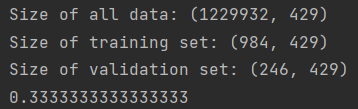 Size of all data: (1229932, 429)
Size of training set: (984, 429)
Size of validation set: (246, 429)
0.3333333333333333